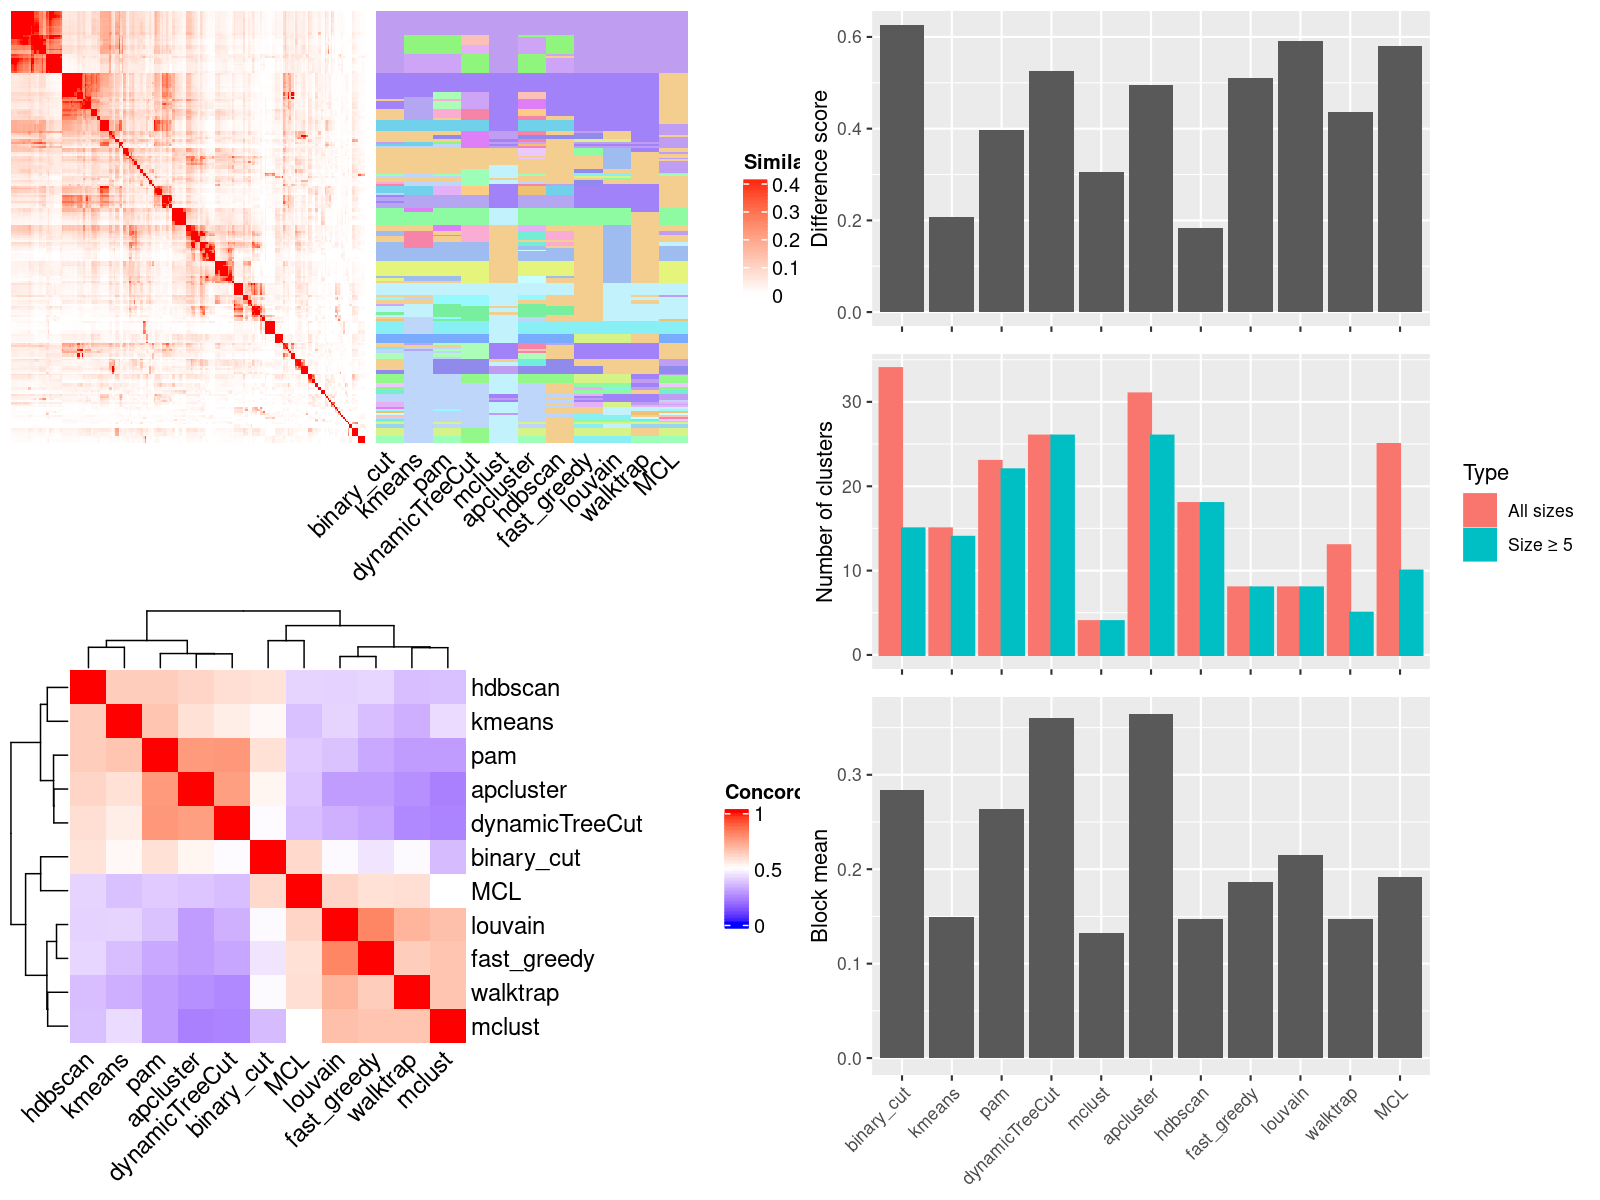 Simila
0.4
0.3
0.2
0.1
0
binary_cut
kmeans
pam
dynamicTreeCut
mclust
apcluster
hdbscan
fast_greedy
louvain
walktrap
MCL
hdbscan
kmeans
pam
apcluster
dynamicTreeCut
binary_cut
MCL
louvain
fast_greedy
walktrap
mclust
hdbscan
kmeans
pam
apcluster
dynamicTreeCut
binary_cut
MCL
louvain
fast_greedy
walktrap
mclust
Concord
1
0.5
0
Difference score
0.6
0.4
0.2
0.0
Number of clusters
30
20
10
0
Type
All sizes
Size ≥ 5
Block mean
0.3
0.2
0.1
0.0
binary_cut
kmeans
pam
dynamicTreeCut
mclust
apcluster
hdbscan
fast_greedy
louvain
walktrap
MCL